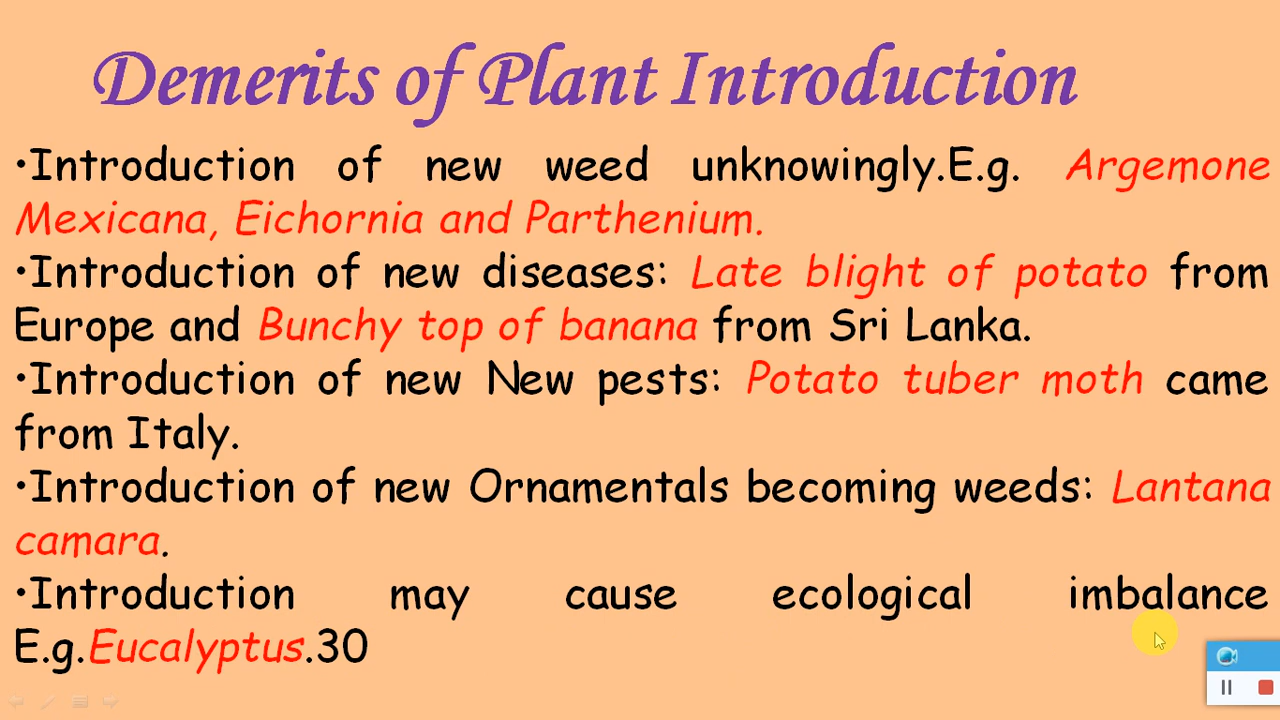 Demerits of Plant Introduction
•Introduction of new weed unknowingly.E.g. Argemone
Mexicana, Eichornia and Parthenium.
•Introduction of new diseases: Late blight of potato from
Europe and Bunchy top of banana from Sri Lanka.
•Introduction of new New pests: Potato tuber moth came
from Italy.
•Introduction of new Ornamentals becoming weeds: Lantana
camara.
•Introduction may cause ecological imbalance
E.g.Eucalyptus.30